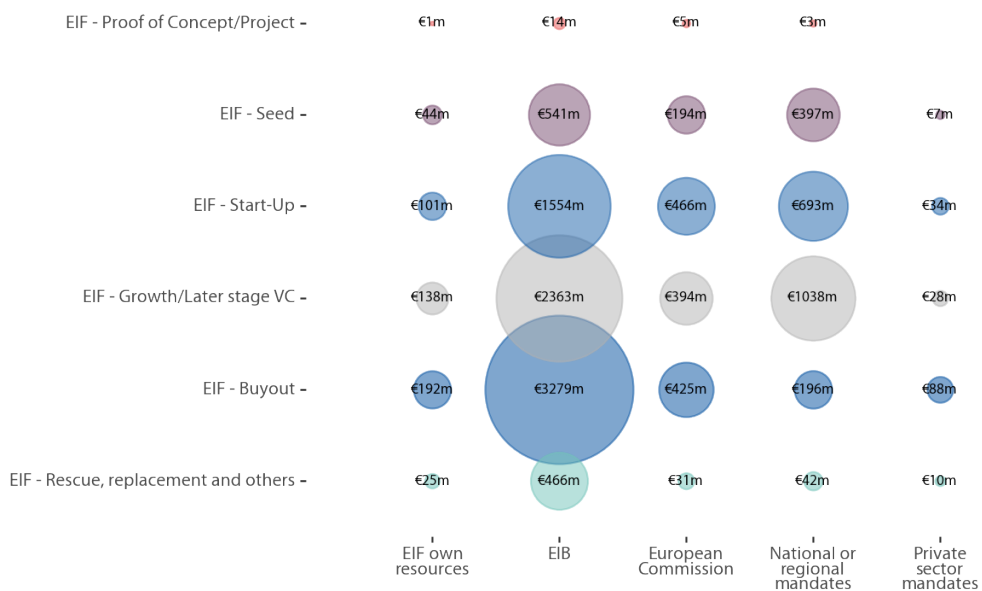 EIF - Proof of Concept/Project - €1m €14m €5m €3m
EIF - Seed - €44m €541m €194m €397m €7m
EIF - Start-Up - €101m €1554m €466m €693m €34m
EIF - Growth/Later stage VC - €138m €2363m €394m €1038m €28m
EIF - Buyout - €192m €3279m €425m €196m €88m
EIF - Rescue, replacement and others - €25m €466m €31m €42m €10m
EIF own
resources
EIB
European
Commission
National or
regional
mandates
Private
sector
mandates